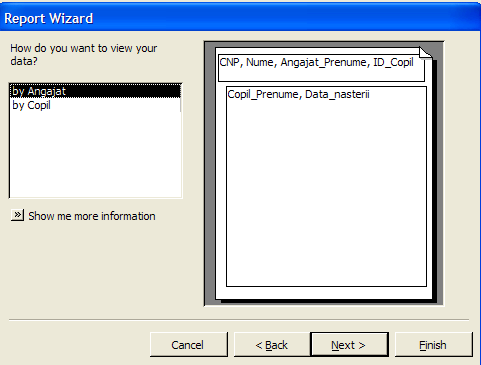 Report Wizard
How do you want to view your
data?
by Angajat
by Copil
CNP, Nume, Angajat_Prenume, ID_Copil
Copil_Prenume, Data_nasterii
» Show me more information
Cancel
< Back
Next >
Finish